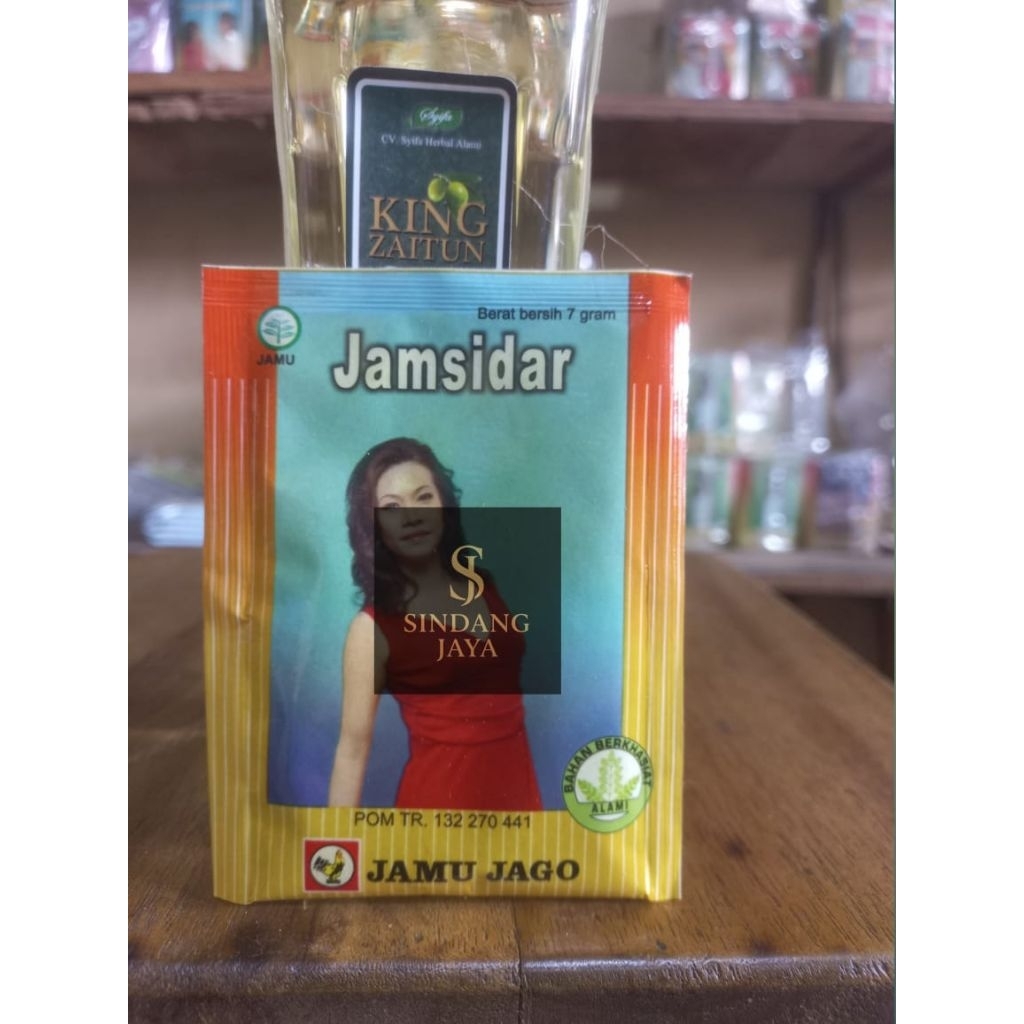 Syifa
CV. Syifa Herbal Alami
KING
ZAITUN
Berat bersih 7 gram
JAMU
Jamsidar
SJ
SINDANG
JAYA
BAHAN BERKHASIAT
ALAMI
POM TR. 132 270 441
JAMU JAGO